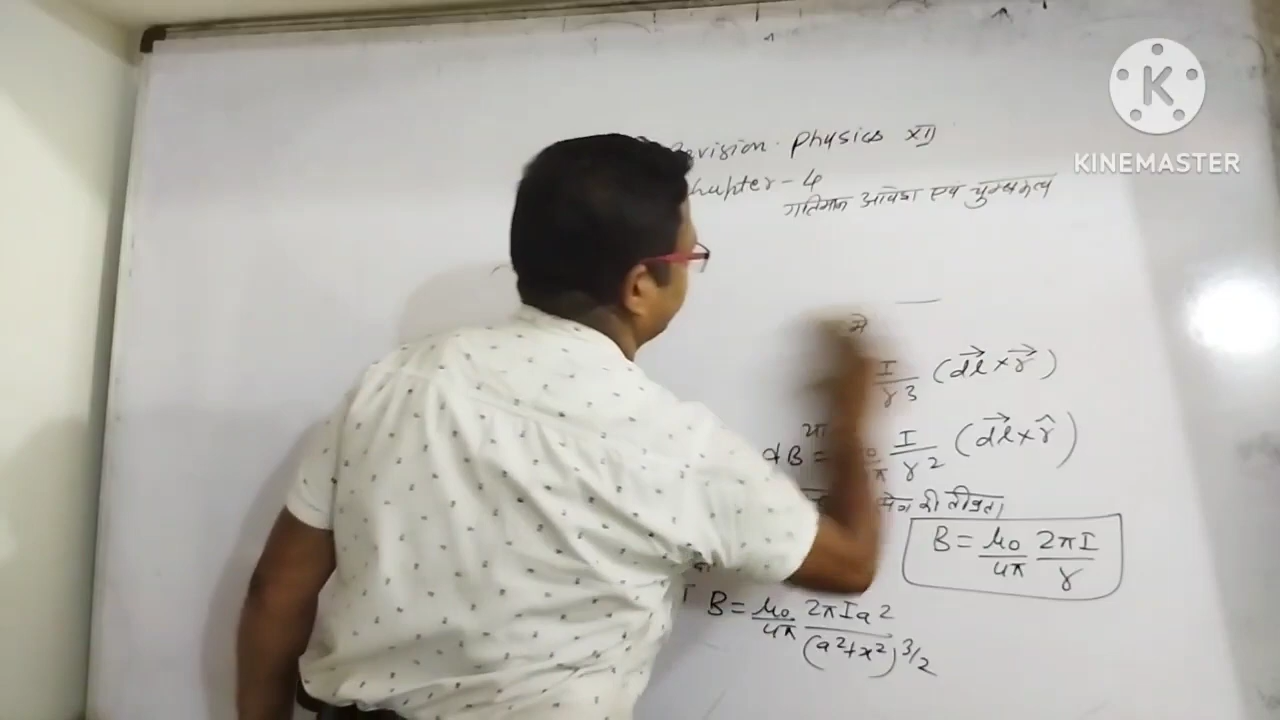 KINEMASTER
Revision. Physics XII
chapter-4
गतिमान आवेश एवं चुम्बकत्व
में
I/r3 (dl→ × r→)
या
dB = μ0/4π I/r2 (dl→ × r̂)
की तीव्रता
B = μ0/4π 2πI/r
B = μ0/4π 2πIa2/(a2+x2)3/2